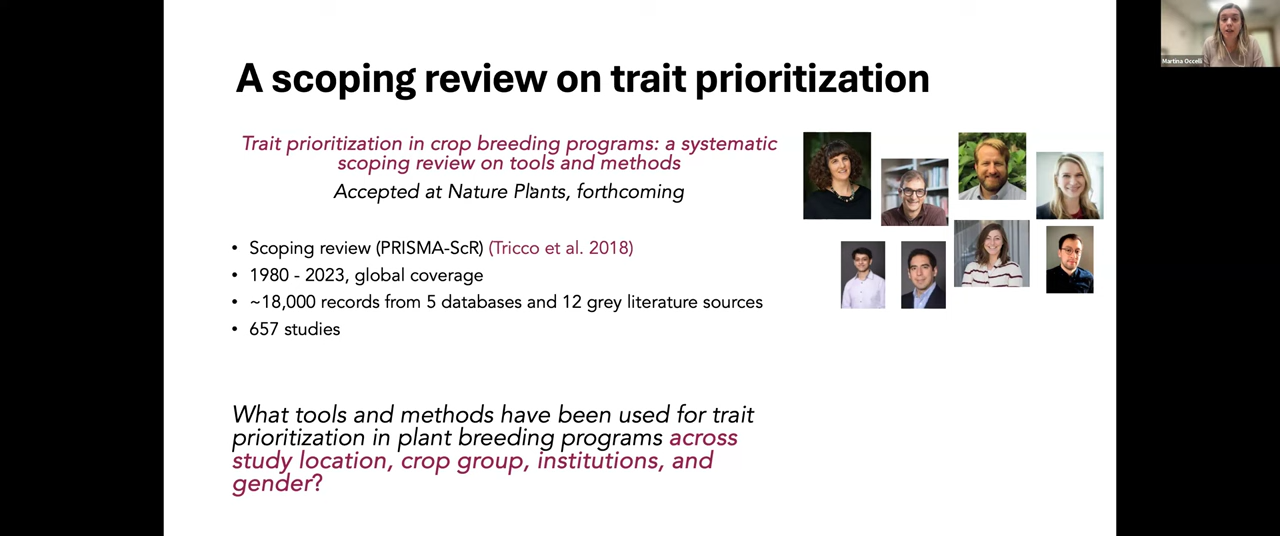 A scoping review on trait prioritization
Trait prioritization in crop breeding programs: a systematic
scoping review on tools and methods
Accepted at Nature Plants, forthcoming
• Scoping review (PRISMA-ScR) (Tricco et al. 2018)
• 1980 - 2023, global coverage
• ~18,000 records from 5 databases and 12 grey literature sources
• 657 studies
What tools and methods have been used for trait
prioritization in plant breeding programs across
study location, crop group, institutions, and
gender?
Martina Occelli